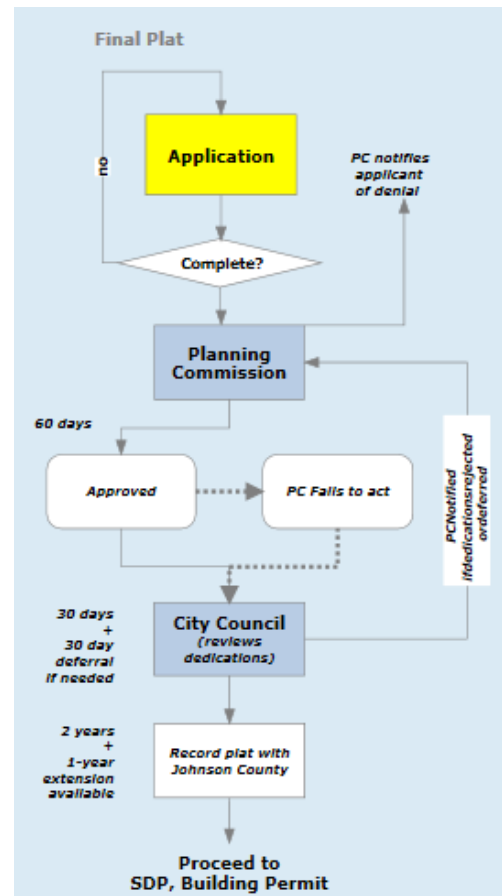 Final Plat
Application
no
PC notifies
applicant
of denial
Complete?
Planning
Commission
60 days
Approved
PC Fails to act
PCNotified
ifdedicationsrejected
ordeferred
30 days
+
30 day
deferral
if needed
City Council
(reviews
dedications)
2 years
+
1-year
extension
available
Record plat with
Johnson County
Proceed to
SDP, Building Permit